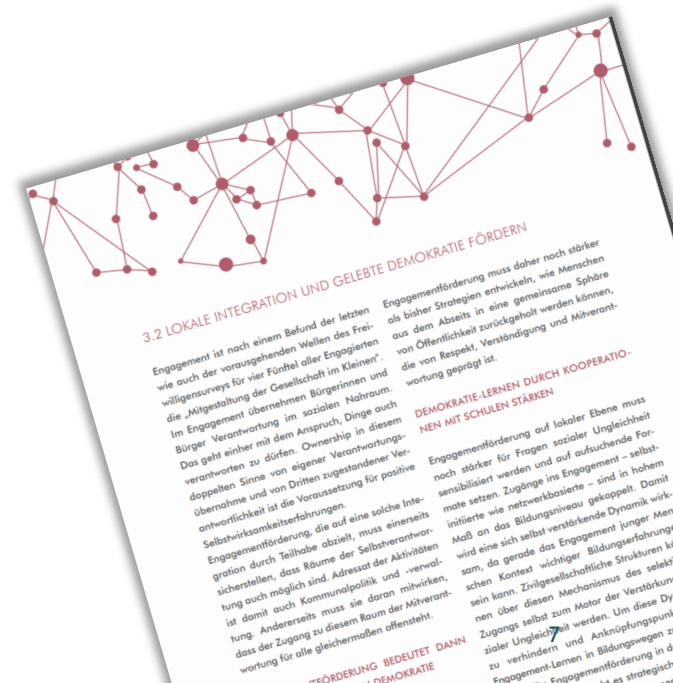 3.2 LOKALE INTEGRATION UND GELEBTE DEMOKRATIE FÖRDERN
Engagement ist nach einem Befund der letzten
wie auch der vorausgehenden Wellen des Frei-
willigensurveys für vier Fünftel aller Engagierten
die „Mitgestaltung der Gesellschaft im Kleinen“.
Im Engagement übernehmen Bürgerinnen und
Bürger Verantwortung im sozialen Nahraum.
Das geht einher mit dem Anspruch, Dinge auch
verantworten zu dürfen. Ownership in diesem
doppelten Sinne von eigener Verantwortungs-
übernahme und von Dritten zugestandener Ver-
antwortlichkeit ist die Voraussetzung für positive
Selbstwirksamkeitserfahrungen.
Engagementförderung, die auf eine solche Inte-
gration durch Teilhabe abzielt, muss einerseits
sicherstellen, dass Räume der Selbstverantwor-
tung auch möglich sind. Adressat der Aktivitäten
ist damit auch Kommunalpolitik und -verwal-
tung. Andererseits muss sie daran mitwirken,
dass der Zugang zu diesem Raum der Mitverant-
wortung für alle gleichermaßen offensteht.
NTFÖRDERUNG BEDEUTET DANN
DEMOKRATIE
Engagementförderung muss daher noch stärker
als bisher Strategien entwickeln, wie Menschen
aus dem Abseits in eine gemeinsame Sphäre
von Öffentlichkeit zurückgeholt werden können,
die von Respekt, Verständigung und Mitverant-
wortung geprägt ist.
DEMOKRATIE-LERNEN DURCH KOOPERATIO-
NEN MIT SCHULEN STÄRKEN
Engagementförderung auf lokaler Ebene muss
noch stärker für Fragen sozialer Ungleichheit
sensibilisiert werden und auf aufsuchende For-
mate setzen. Zugänge ins Engagement – selbst-
initiierte wie netzwerkbasierte – sind in hohem
Maß an das Bildungsniveau gekoppelt. Damit
wird eine sich selbst verstärkende Dynamik wirk-
sam, da gerade das Engagement junger Men
schen Kontext wichtiger Bildungserfahrunge
sein kann. Zivilgesellschaftliche Strukturen kö
nen über diesen Mechanismus des selekti
Zugangs selbst zum Motor der Verstärkun
zialer Ungleichheit werden. Um diese Dy
zu verhindern und Anknüpfungspunk
Engagement-Lernen in Bildungswegen z
Engagementförderung in d
es strategisch
7